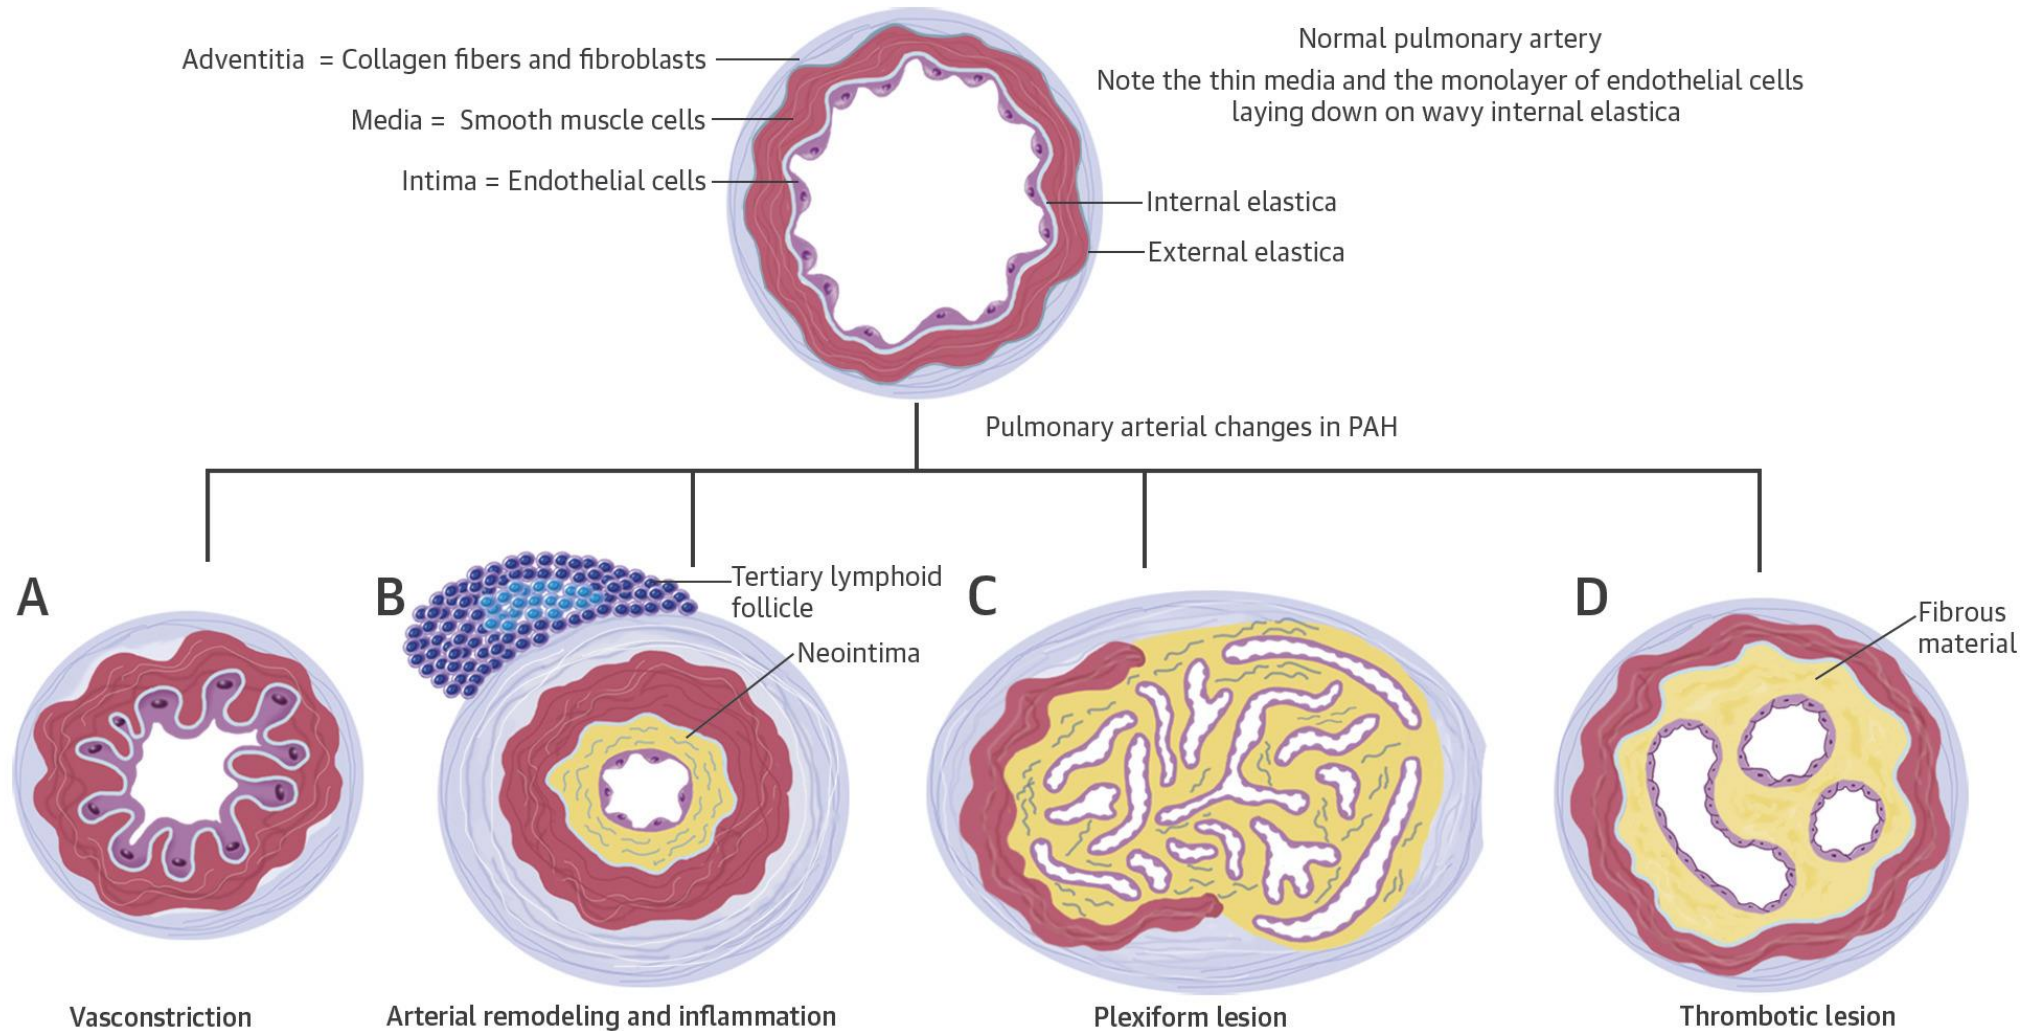 Adventitia = Collagen fibers and fibroblasts
Media = Smooth muscle cells
Intima = Endothelial cells
Normal pulmonary artery
Note the thin media and the monolayer of endothelial cells
laying down on wavy internal elastica
Internal elastica
External elastica
Pulmonary arterial changes in PAH
A
B
Tertiary lymphoid
follicle
Neointima
C
D
Fibrous
material
Vasconstriction
Arterial remodeling and inflammation
Plexiform lesion
Thrombotic lesion